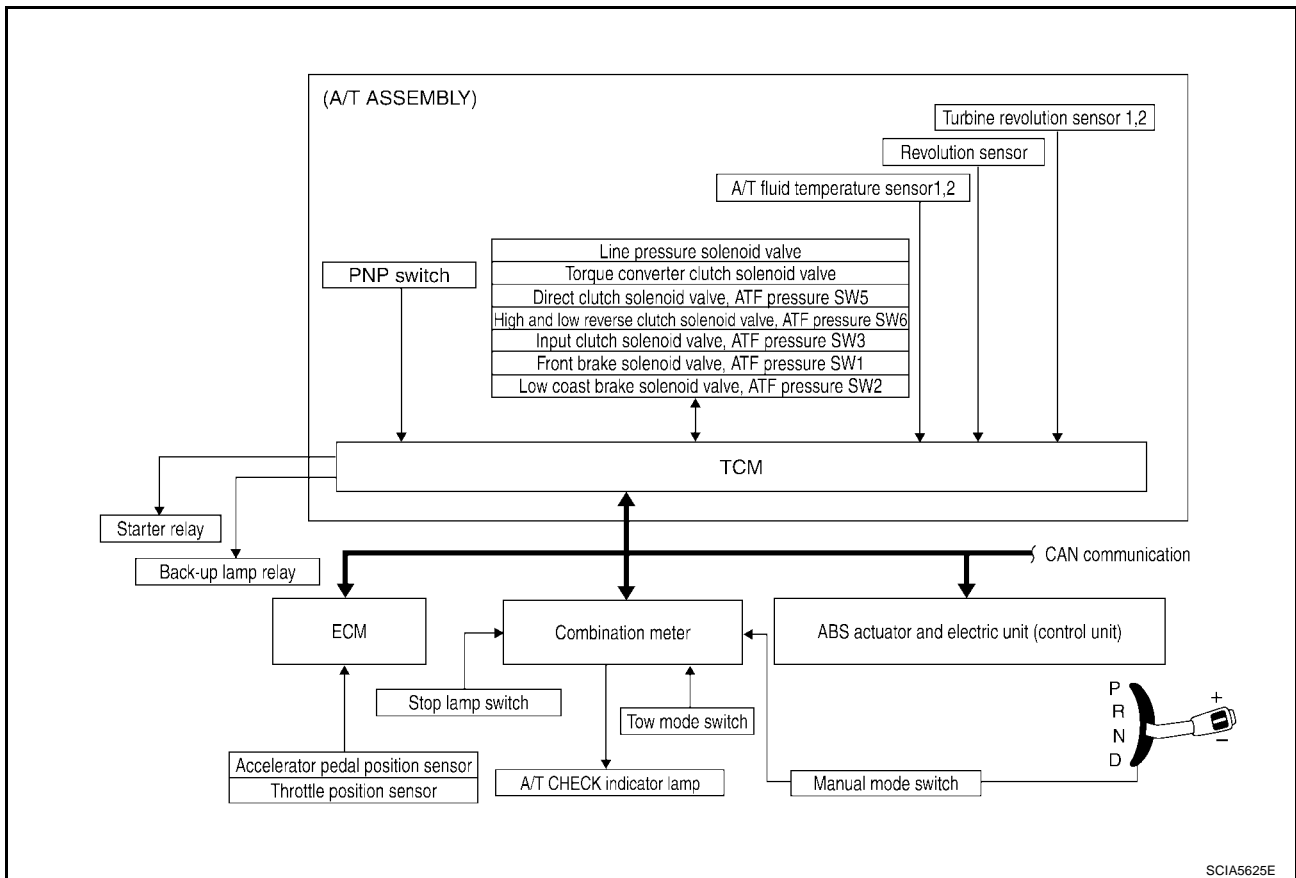 (A/T ASSEMBLY)
Turbine revolution sensor 1,2
Revolution sensor
A/T fluid temperature sensor1,2
Line pressure solenoid valve
Torque converter clutch solenoid valve
PNP switch
Direct clutch solenoid valve, ATF pressure SW5
High and low reverse clutch solenoid valve, ATF pressure SW6
Input clutch solenoid valve, ATF pressure SW3
Front brake solenoid valve, ATF pressure SW1
Low coast brake solenoid valve, ATF pressure SW2
TCM
Starter relay
CAN communication
Back-up lamp relay
ECM
Combination meter
ABS actuator and electric unit (control unit)
Stop lamp switch
Tow mode switch
P
R
N
D
+
−
Accelerator pedal position sensor
Throttle position sensor
A/T CHECK indicator lamp
Manual mode switch
SCIA5625E